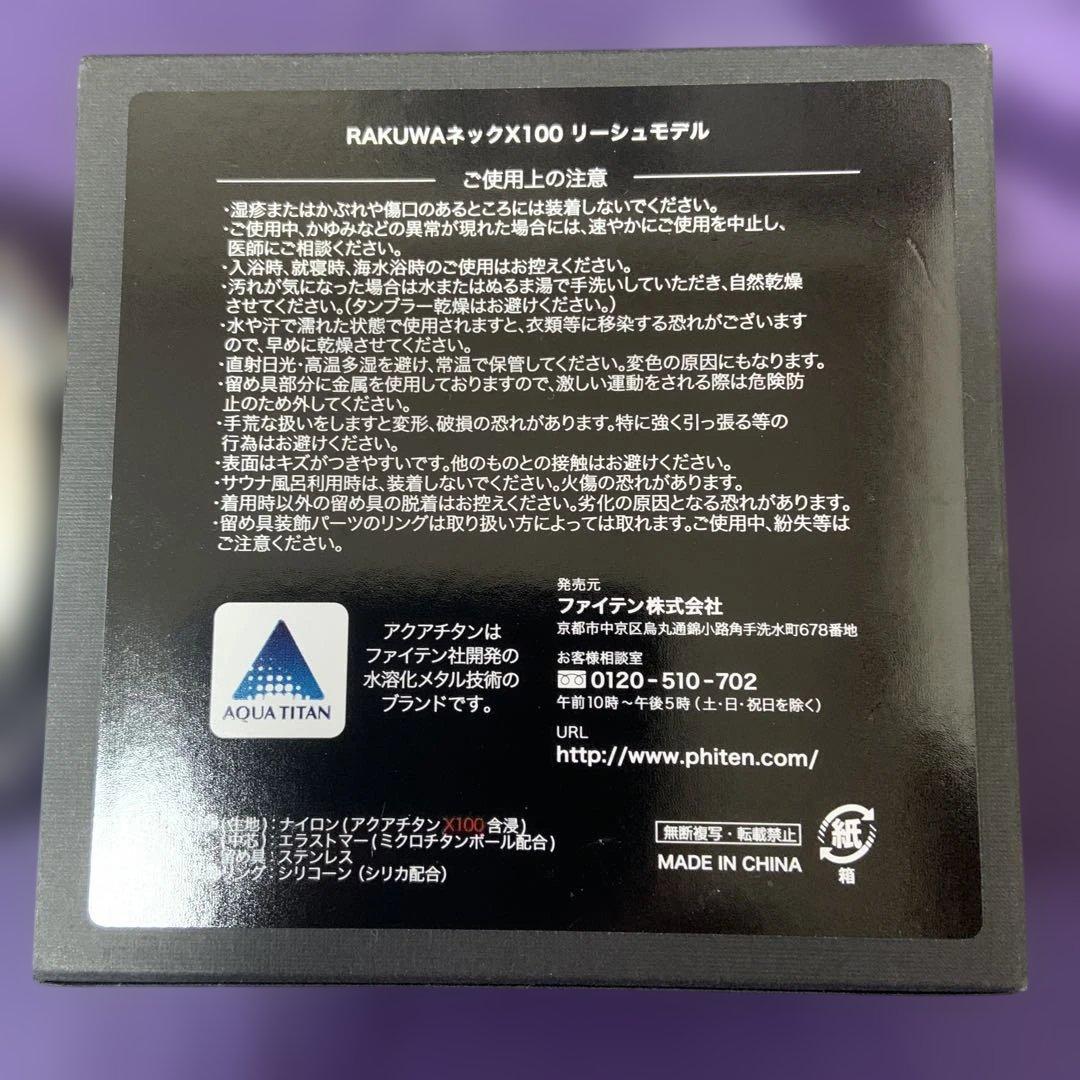 RAKUWAネックX100 リーシュモデル
ご使用上の注意
・湿疹またはかぶれや傷口のあるところには装着しないでください。
・ご使用中、かゆみなどの異常が現れた場合には、速やかにご使用を中止し、
医師にご相談ください。
・入浴時、就寝時、海水浴時のご使用はお控えください。
・汚れが気になった場合は水またはぬるま湯で手洗いしていただき、自然乾燥
させてください。(タンブラー乾燥はお避けください。)
・水や汗で濡れた状態で使用されますと、衣類等に移染する恐れがございます
ので、早めに乾燥させてください。
・直射日光・高温多湿を避け、常温で保管してください。変色の原因にもなります。
・留め具部分に金属を使用しておりますので、激しい運動をされる際は危険防
止のため外してください。
・手荒な扱いをしますと変形、破損の恐れがあります。特に強く引っ張る等の
行為はお避けください。
・表面はキズがつきやすいです。他のものとの接触はお避けください。
・サウナ風呂利用時は、装着しないでください。火傷の恐れがあります。
・着用時以外の留め具の脱着はお控えください。劣化の原因となる恐れがあります。
・留め具装飾パーツのリングは取り扱い方によっては取れます。ご使用中、紛失等は
ご注意ください。
AQUA TITAN
アクアチタンは
ファイテン社開発の
水溶化メタル技術の
ブランドです。
発売元
ファイテン株式会社
京都市中京区烏丸通錦小路角手洗水町678番地
お客様相談室
0120-510-702
午前10時～午後5時(土・日・祝日を除く)
URL
http://www.phiten.com/
(生地):ナイロン(アクアチタンX100含浸)
(中芯):エラストマー(ミクロチタンボール配合)
留め具:ステンレス
リング:シリコーン(シリカ配合)
無断複写・転載禁止
MADE IN CHINA
紙
箱